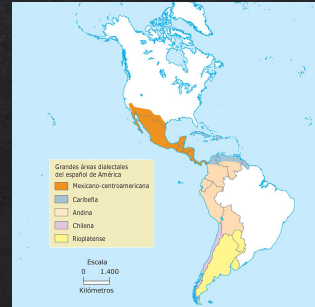 Grandes áreas dialectales
del español de América
Mexicano-centroamericana
Caribeña
Andina
Chilena
Rioplatense
Escala
0 1.400
Kilómetros